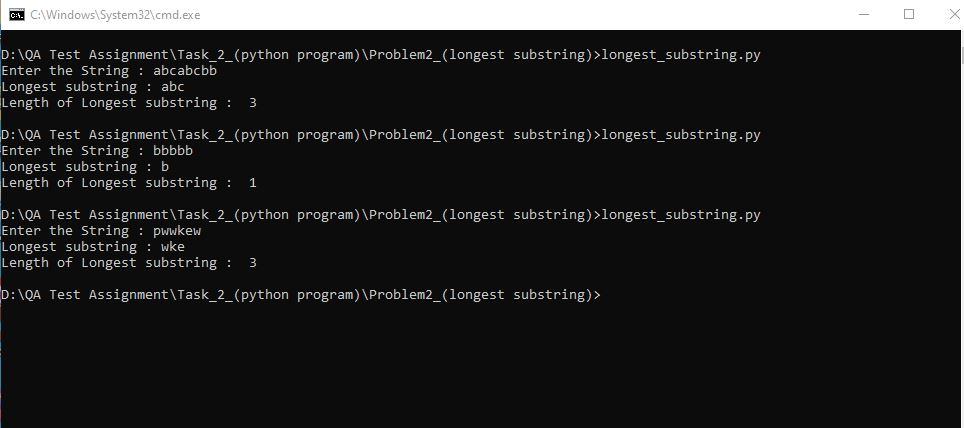 C:\Windows\System32\cmd.exe
D:\QA Test Assignment\Task_2_(python program)\Problem2_(longest substring)>longest_substring.py
Enter the String : abcabcbb
Longest substring : abc
Length of Longest substring :  3
D:\QA Test Assignment\Task_2_(python program)\Problem2_(longest substring)>longest_substring.py
Enter the String : bbbbb
Longest substring : b
Length of Longest substring :  1
D:\QA Test Assignment\Task_2_(python program)\Problem2_(longest substring)>longest_substring.py
Enter the String : pwwkew
Longest substring : wke
Length of Longest substring :  3
D:\QA Test Assignment\Task_2_(python program)\Problem2_(longest substring)>